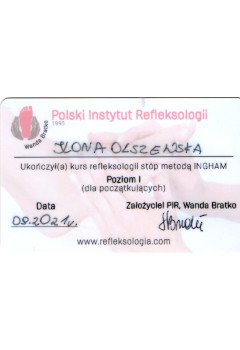 Polski Instytut Refleksologii
1995
Wanda Bratko
ILONA OLSZEWSKA
Ukończył(a) kurs refleksologii stóp metodą INGHAM
Poziom I
(dla początkujących)
Data
Założyciel PIR, Wanda Bratko
09.2021r.
www.refleksologia.com